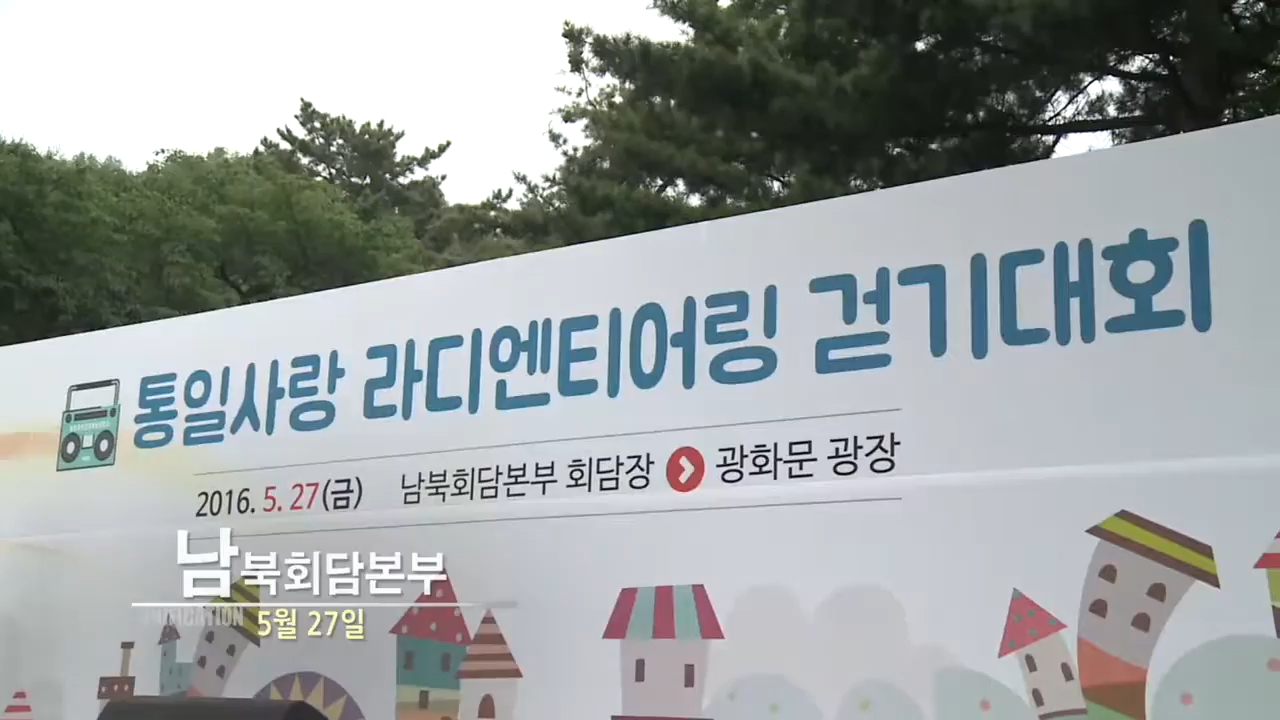 통일사랑 라디엔티어링 걷기대회
2016. 5. 27(금) 남북회담본부 회담장 광화문 광장
남북회담본부
5월 27일